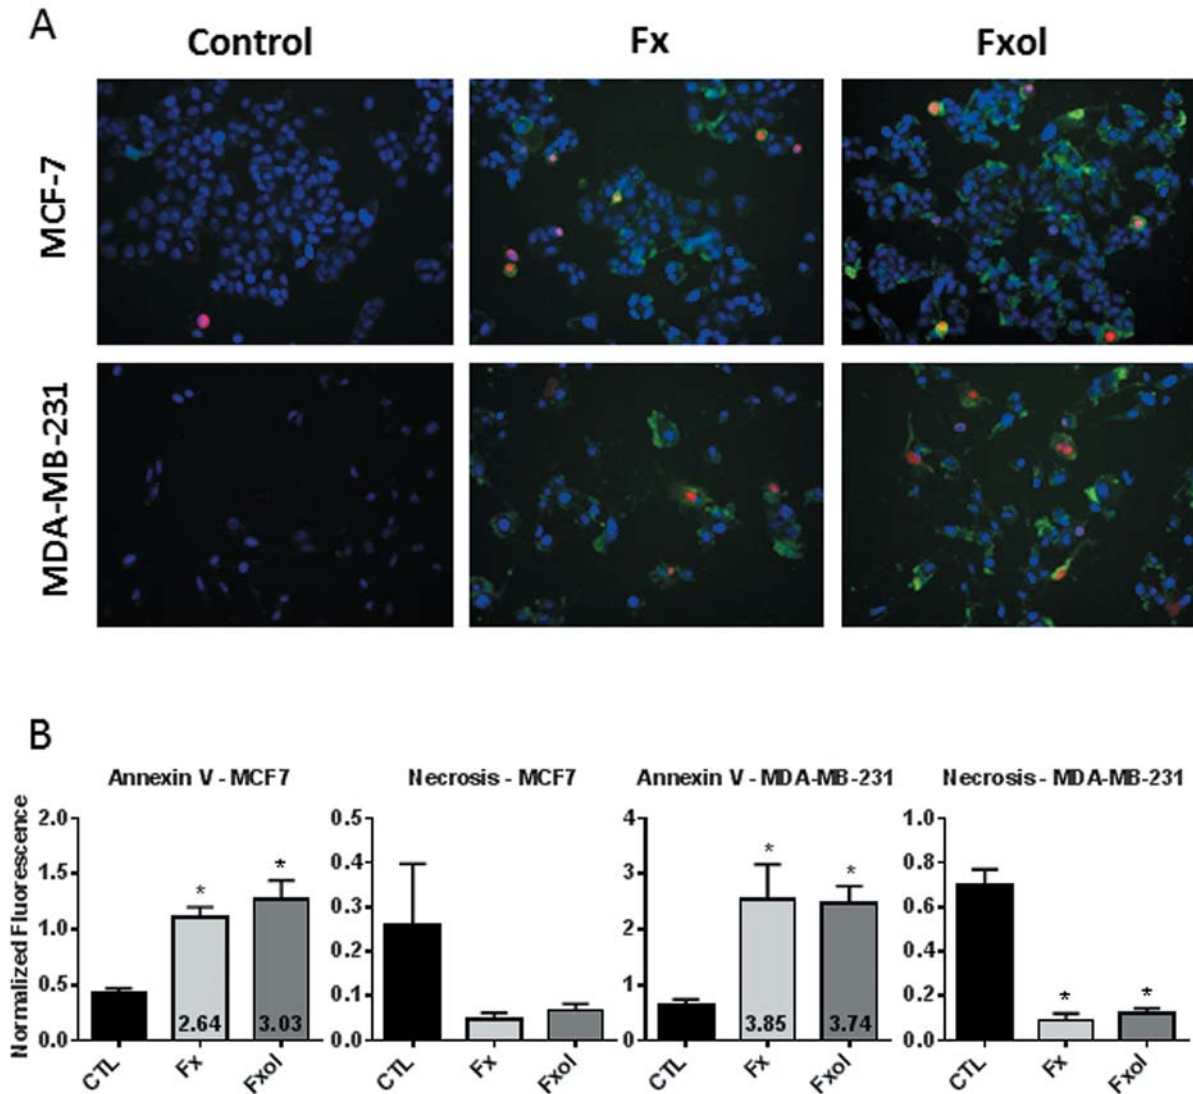 A
Control Fx Fxol
MCF-7
MDA-MB-231
B
Annexin V - MCF7 Necrosis - MCF7 Annexin V - MDA-MB-231 Necrosis - MDA-MB-231
Normalized Fluorescence
2.0
1.5
1.0
0.5
0.0
* *
2.64 3.03
CTL Fx Fxol
0.5
0.4
0.3
0.2
0.1
0.0
CTL Fx Fxol
4
3
2
1
0
* *
3.85 3.74
CTL Fx Fxol
1.0
0.8
0.6
0.4
0.2
0.0
* *
CTL Fx Fxol